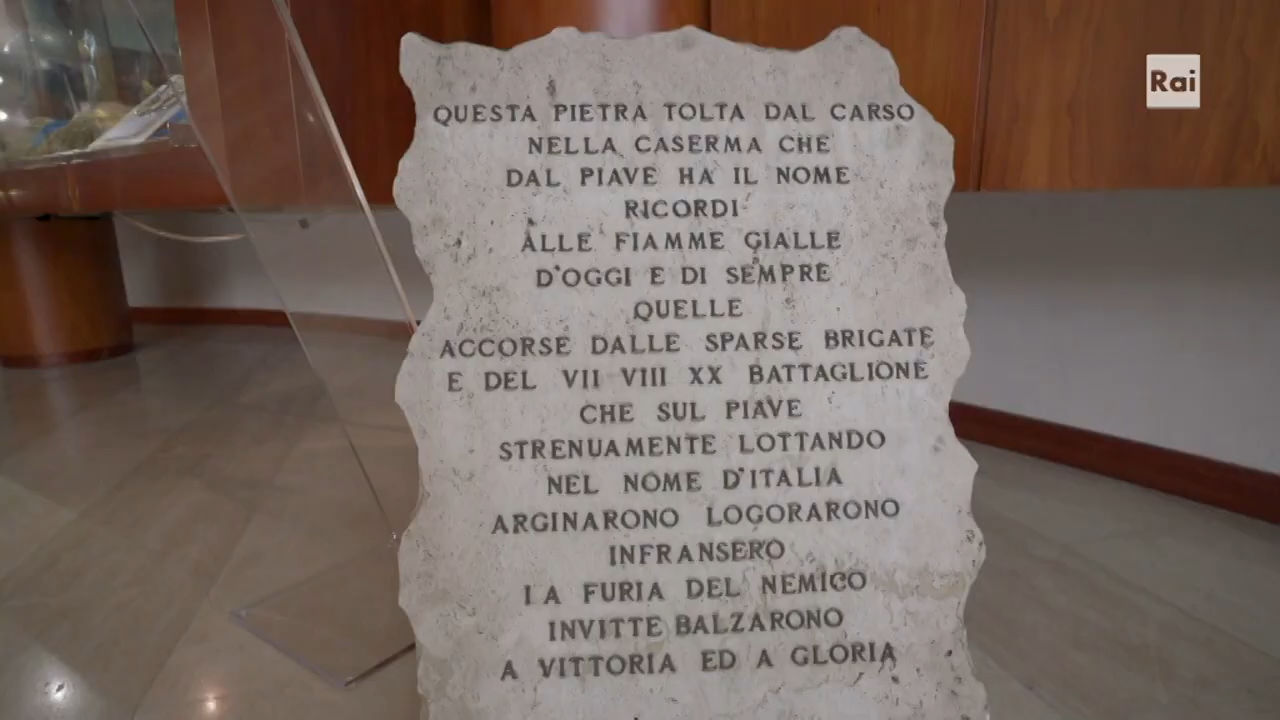 Rai
QUESTA PIETRA TOLTA DAL CARSO
NELLA CASERMA CHE
DAL PIAVE HA IL NOME
RICORDI
ALLE FIAMME GIALLE
D'OGGI E DI SEMPRE
QUELLE
ACCORSE DALLE SPARSE BRIGATE
E DEL VII VIII XX BATTAGLIONE
CHE SUL PIAVE
STRENUAMENTE LOTTANDO
NEL NOME D'ITALIA
ARGINARONO LOGORARONO
INFRANSERO
LA FURIA DEL NEMICO
INVITTE BALZARONO
A VITTORIA ED A GLORIA